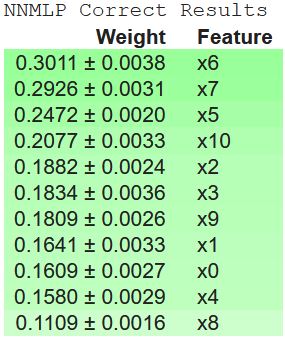 NNMLP Correct Results
Weight Feature
0.3011 ± 0.0038 x6
0.2926 ± 0.0031 x7
0.2472 ± 0.0020 x5
0.2077 ± 0.0033 x10
0.1882 ± 0.0024 x2
0.1834 ± 0.0036 x3
0.1809 ± 0.0026 x9
0.1641 ± 0.0033 x1
0.1609 ± 0.0027 x0
0.1580 ± 0.0029 x4
0.1109 ± 0.0016 x8